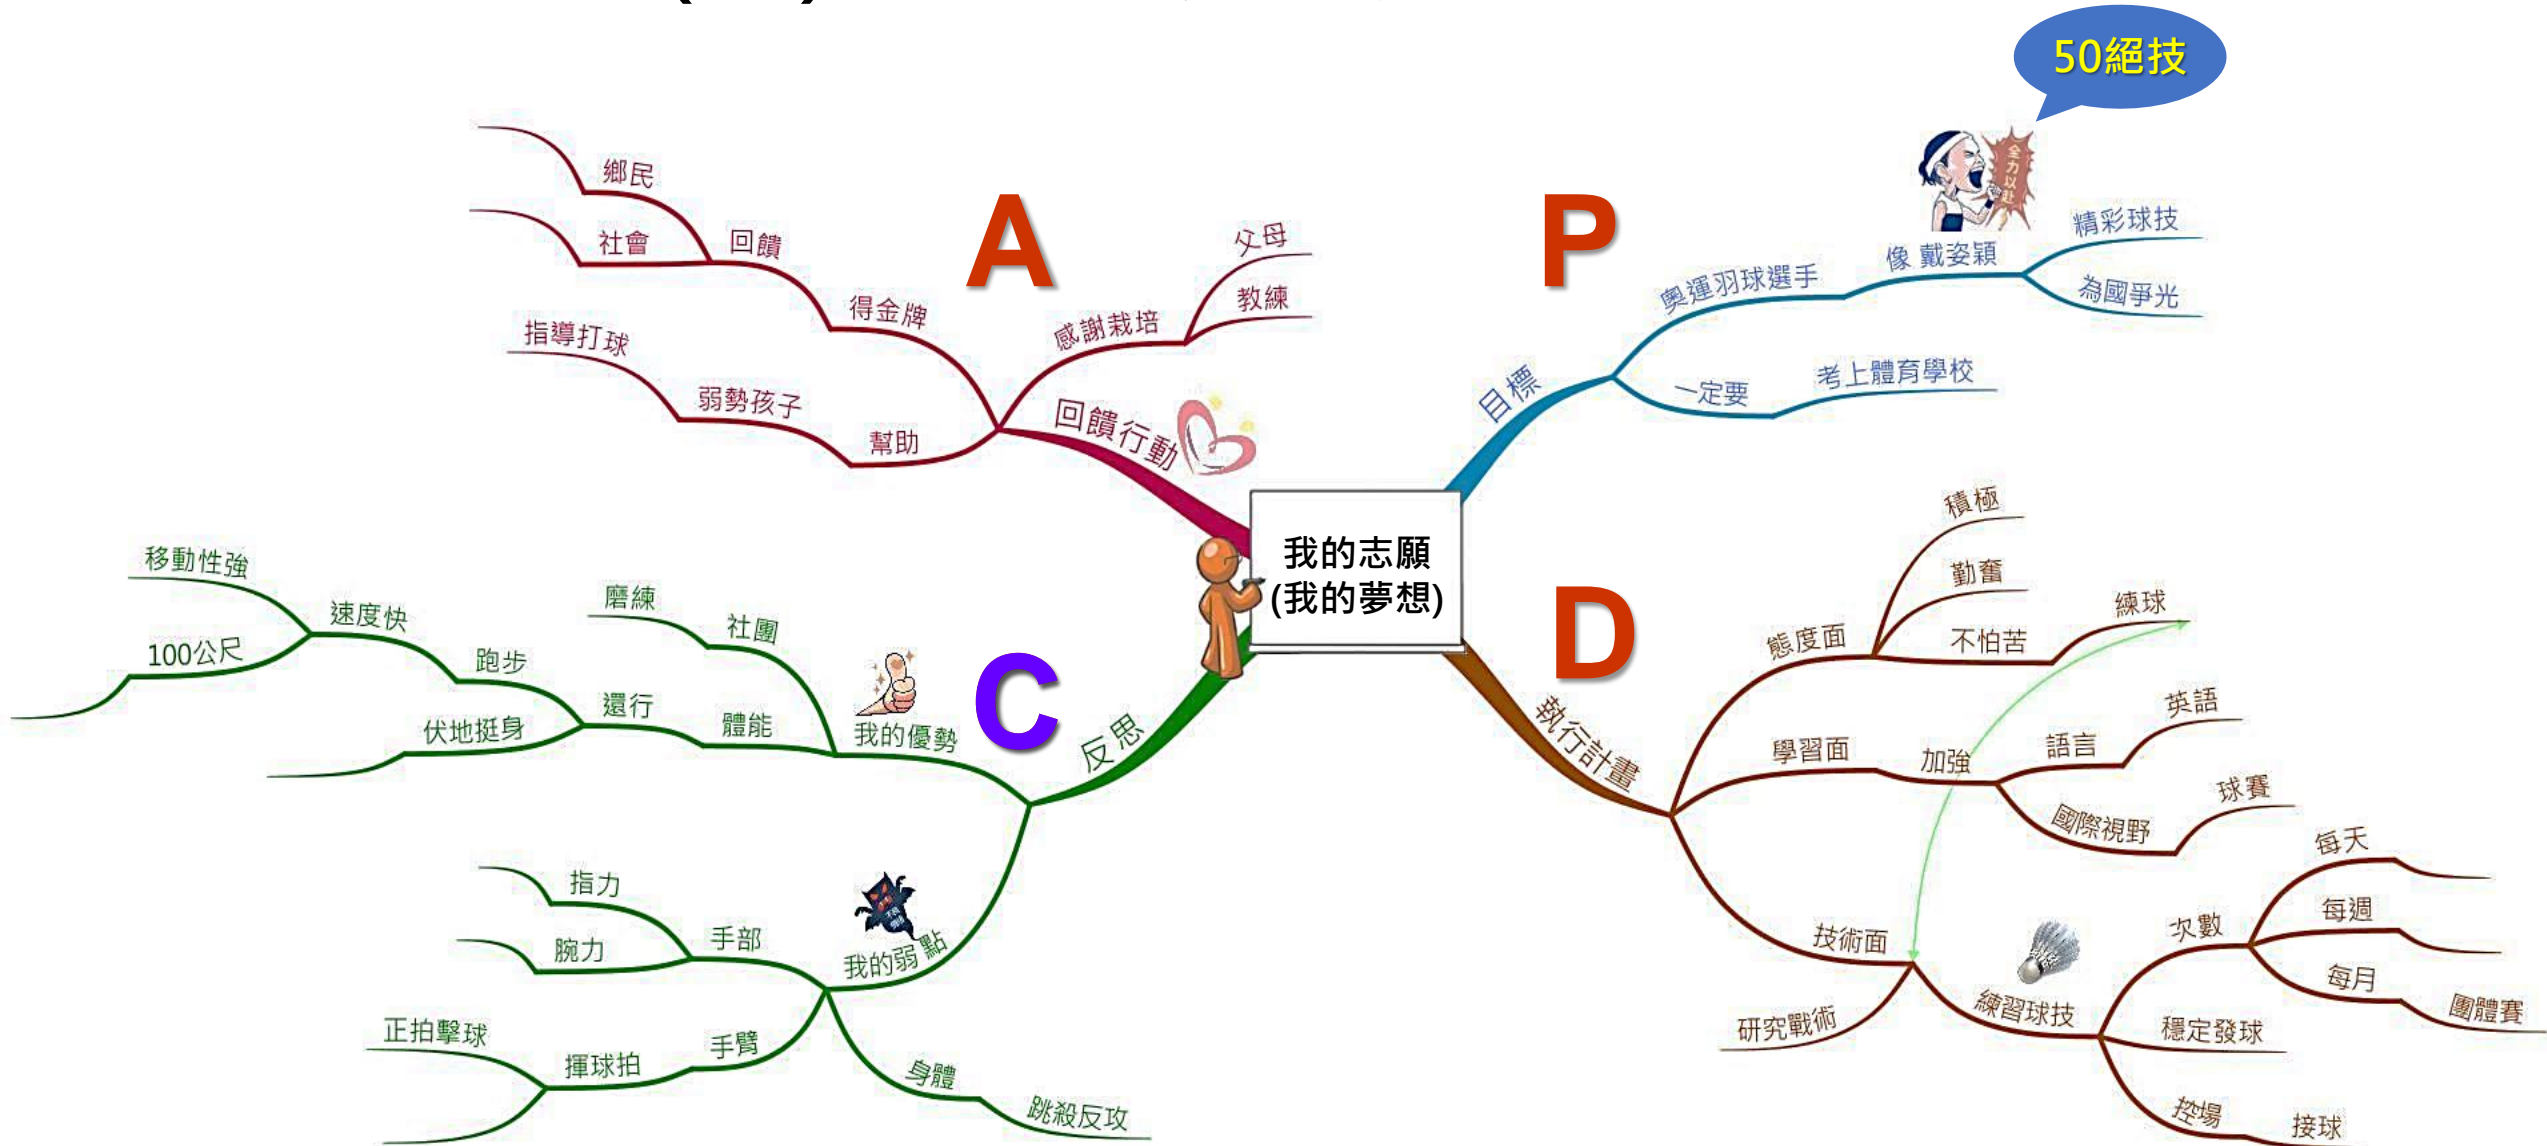 50絕技
全力以赴
P
目標
奧運羽球選手
像 戴姿穎
精彩球技
為國爭光
一定要
考上體育學校
D
執行計畫
態度面
積極
勤奮
不怕苦
練球
學習面
加強
語言
英語
國際視野
球賽
技術面
研究戰術
練習球技
次數
每天
每週
每月
團體賽
穩定發球
控場
接球
C
反思
我的優勢
社團
磨練
體能
還行
跑步
速度快
移動性強
100公尺
伏地挺身
我的弱點
手部
指力
腕力
手臂
揮球拍
正拍擊球
身體
跳殺反攻
A
回饋行動
感謝栽培
父母
教練
得金牌
回饋
鄉民
社會
幫助
弱勢孩子
指導打球
我的志願
(我的夢想)